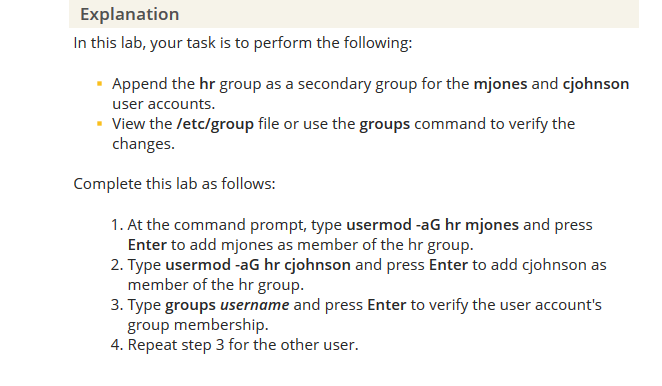 Explanation
In this lab, your task is to perform the following:
▪ Append the hr group as a secondary group for the mjones and cjohnson
user accounts.
▪ View the /etc/group file or use the groups command to verify the
changes.
Complete this lab as follows:
1. At the command prompt, type usermod -aG hr mjones and press
Enter to add mjones as member of the hr group.
2. Type usermod -aG hr cjohnson and press Enter to add cjohnson as
member of the hr group.
3. Type groups username and press Enter to verify the user account's
group membership.
4. Repeat step 3 for the other user.